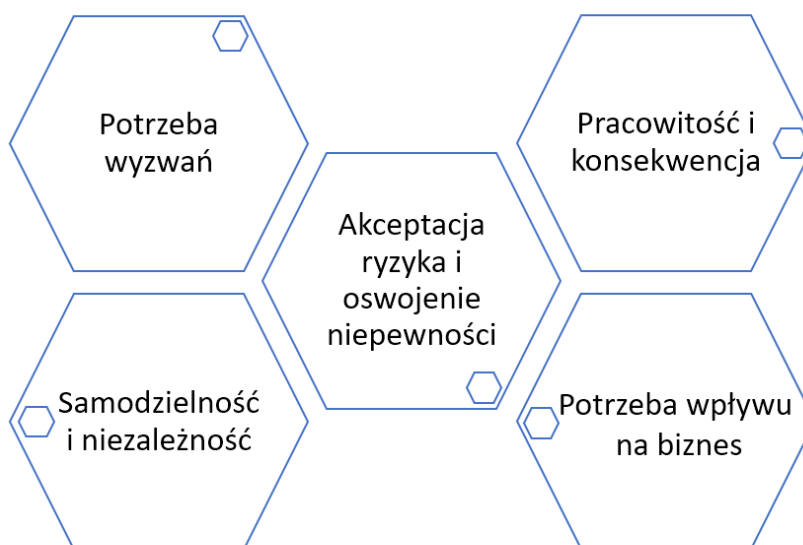 Potrzeba
wyzwań
Pracowitość i
konsekwencja
Akceptacja
ryzyka i
oswojenie
niepewności
Samodzielność
i niezależność
Potrzeba wpływu
na biznes